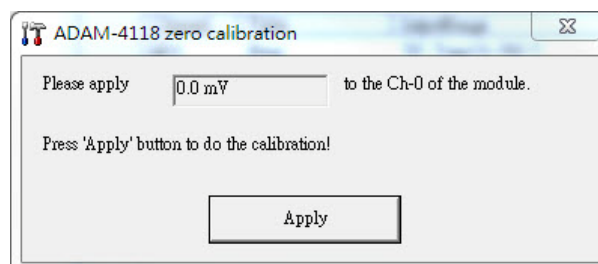 ADAM-4118 zero calibration
Please apply 0.0 mV to the Ch-0 of the module.
Press 'Apply' button to do the calibration!
Apply